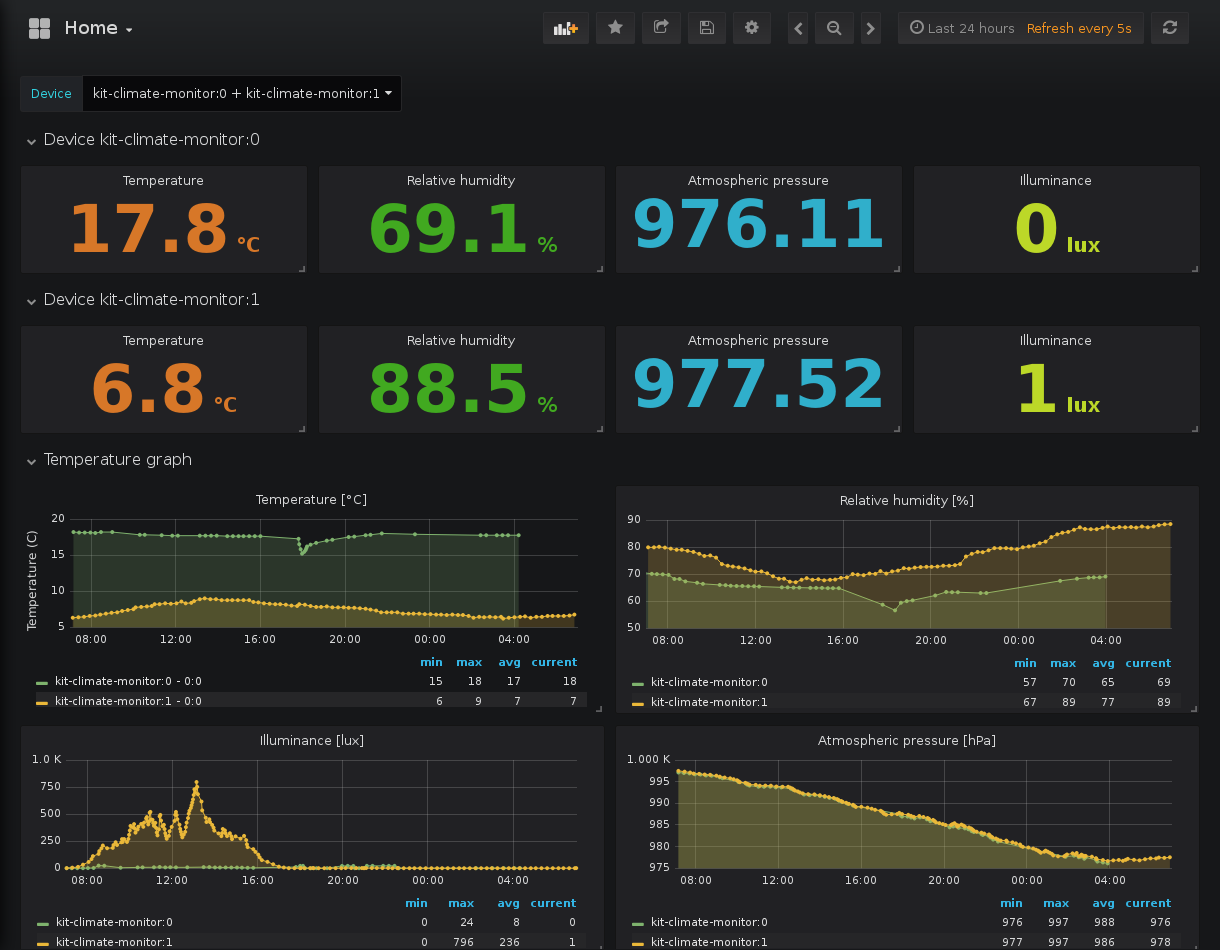 Home
Last 24 hours Refresh every 5s
Device kit-climate-monitor:0 + kit-climate-monitor:1
Device kit-climate-monitor:0
Temperature Relative humidity Atmospheric pressure Illuminance
17.8 °C 69.1 % 976.11 0 lux
Device kit-climate-monitor:1
Temperature Relative humidity Atmospheric pressure Illuminance
6.8 °C 88.5 % 977.52 1 lux
Temperature graph
Temperature [°C]
Temperature (C)
20
15
10
5
08:00 12:00 16:00 20:00 00:00 04:00
min max avg current
kit-climate-monitor:0 - 0:0 15 18 17 18
kit-climate-monitor:1 - 0:0 6 9 7 7
Relative humidity [%]
90
80
70
60
50
08:00 12:00 16:00 20:00 00:00 04:00
min max avg current
kit-climate-monitor:0 57 70 65 69
kit-climate-monitor:1 67 89 77 89
Illuminance [lux]
1.0 K
750
500
250
0
08:00 12:00 16:00 20:00 00:00 04:00
min max avg current
kit-climate-monitor:0 0 24 8 0
kit-climate-monitor:1 0 796 236 1
Atmospheric pressure [hPa]
1.000 K
995
990
985
980
975
08:00 12:00 16:00 20:00 00:00 04:00
min max avg current
kit-climate-monitor:0 976 997 988 976
kit-climate-monitor:1 977 997 986 978